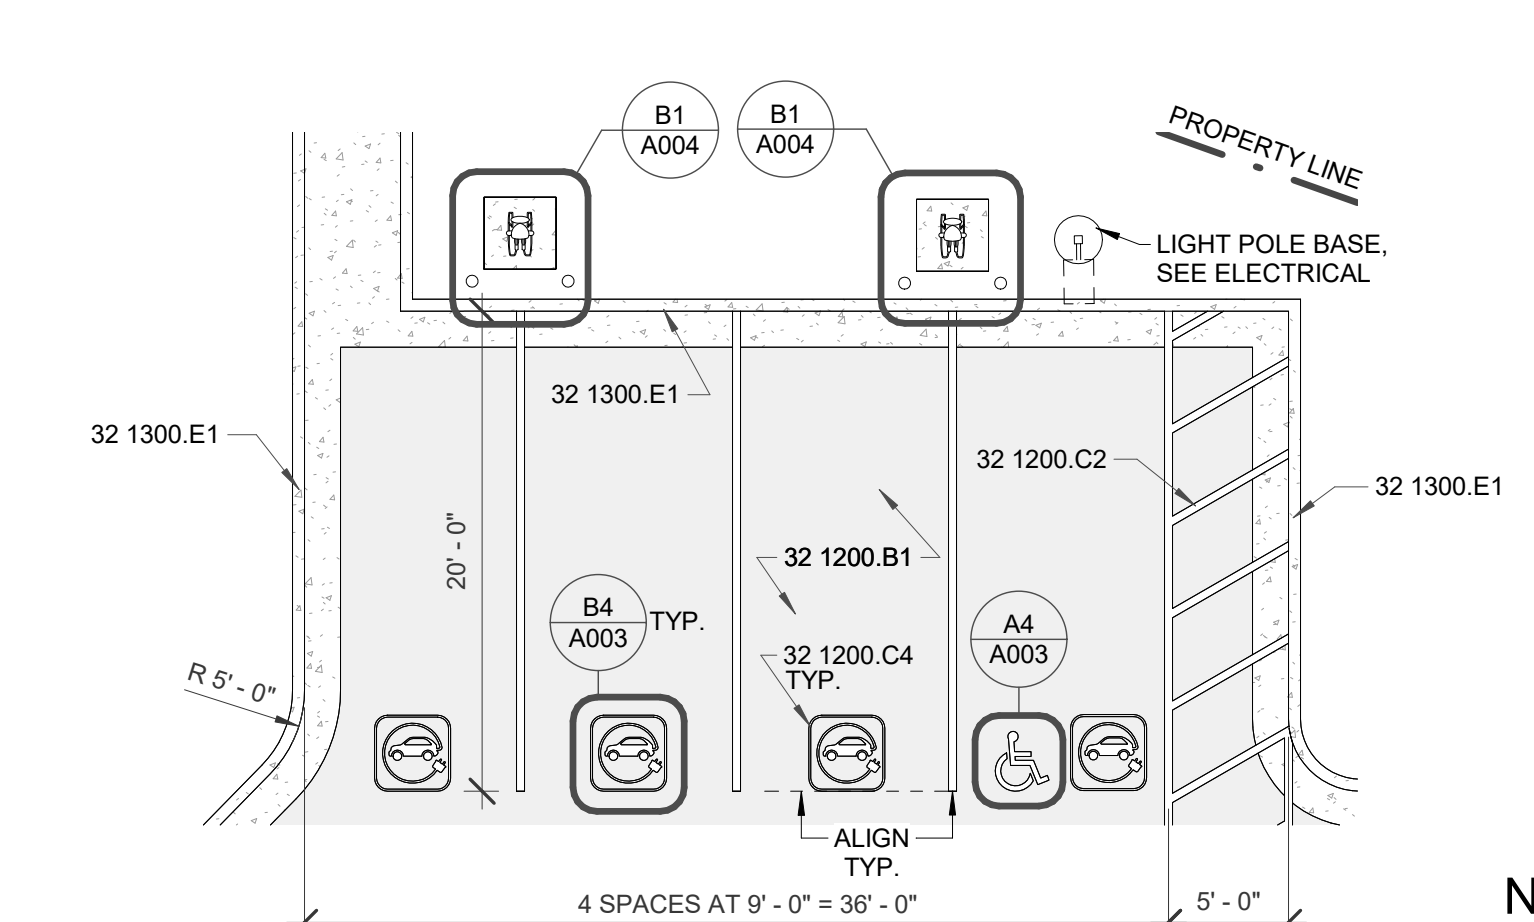 B1
A004
B1
A004
PROPERTY LINE
LIGHT POLE BASE,
SEE ELECTRICAL
32 1300.E1
32 1300.E1
32 1200.C2
32 1300.E1
20' - 0"
32 1200.B1
B4
A003
TYP.
A4
A003
32 1200.C4
TYP.
R 5' - 0"
ALIGN
TYP.
4 SPACES AT 9' - 0" = 36' - 0"
5' - 0"
N